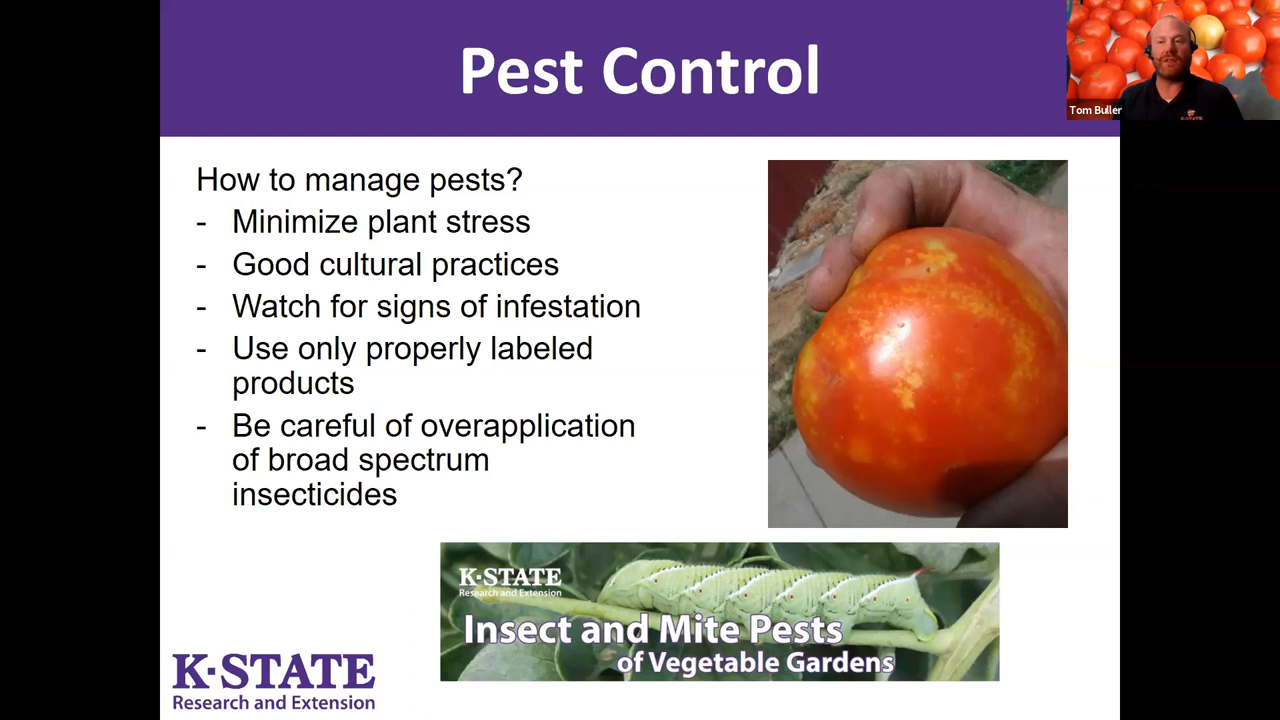 Pest Control
Tom Buller
K-STATE
How to manage pests?
- Minimize plant stress
- Good cultural practices
- Watch for signs of infestation
- Use only properly labeled
products
- Be careful of overapplication
of broad spectrum
insecticides
K-STATE
Research and Extension
Insect and Mite Pests
of Vegetable Gardens
K-STATE
Research and Extension